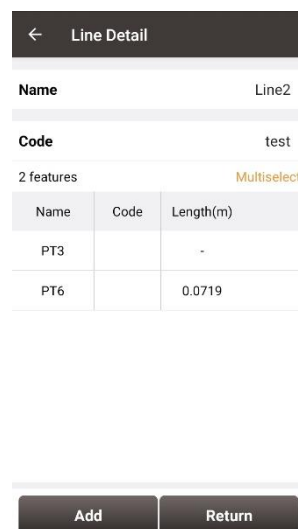 Line Detail
Name Line2
Code test
2 features Multiselect
Name Code Length(m)
PT3 -
PT6 0.0719
Add Return